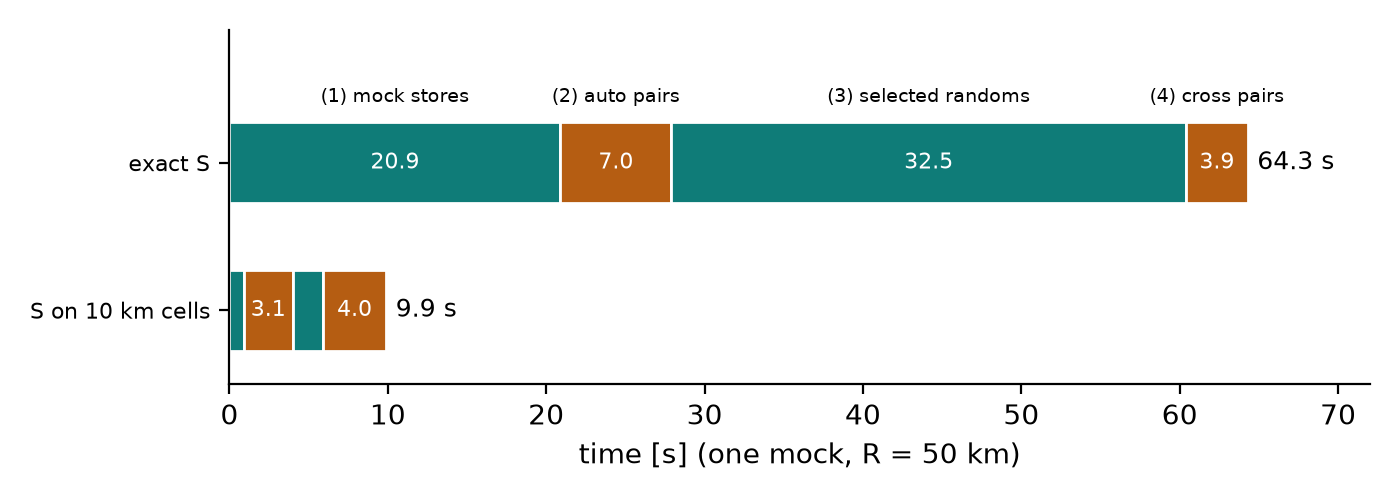 (1) mock stores (2) auto pairs (3) selected randoms (4) cross pairs
exact S 20.9 7.0 32.5 3.9 64.3 s
S on 10 km cells 3.1 4.0 9.9 s
0 10 20 30 40 50 60 70
time [s] (one mock, R = 50 km)